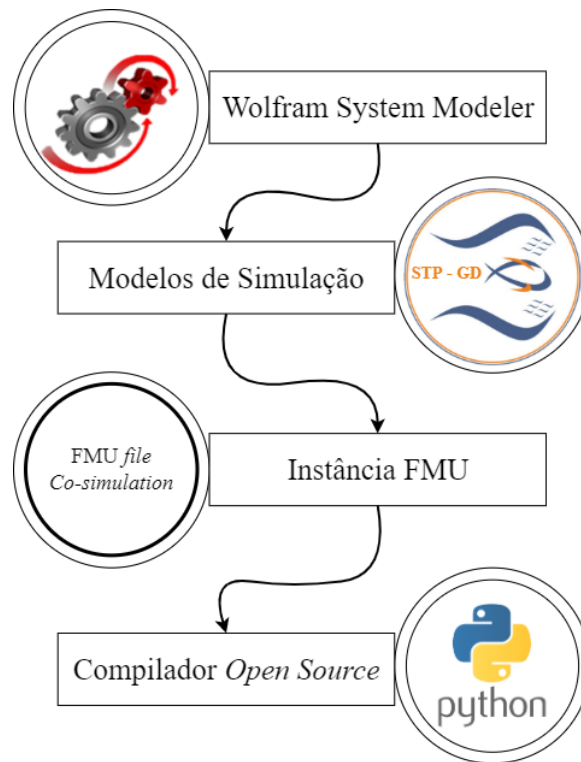 Wolfram System Modeler
Modelos de Simulação
STP - GD
FMU file
Co-simulation
Instância FMU
Compilador Open Source
python